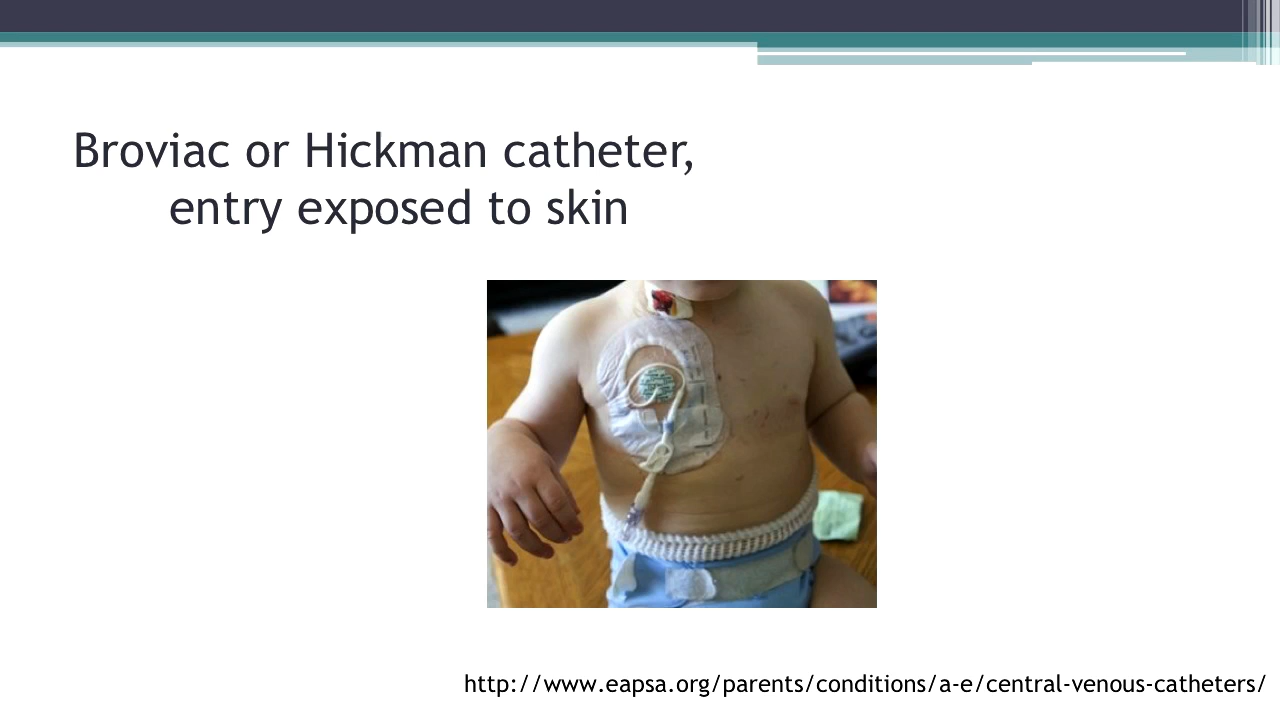 Broviac or Hickman catheter,
entry exposed to skin
http://www.eapsa.org/parents/conditions/a-e/central-venous-catheters/